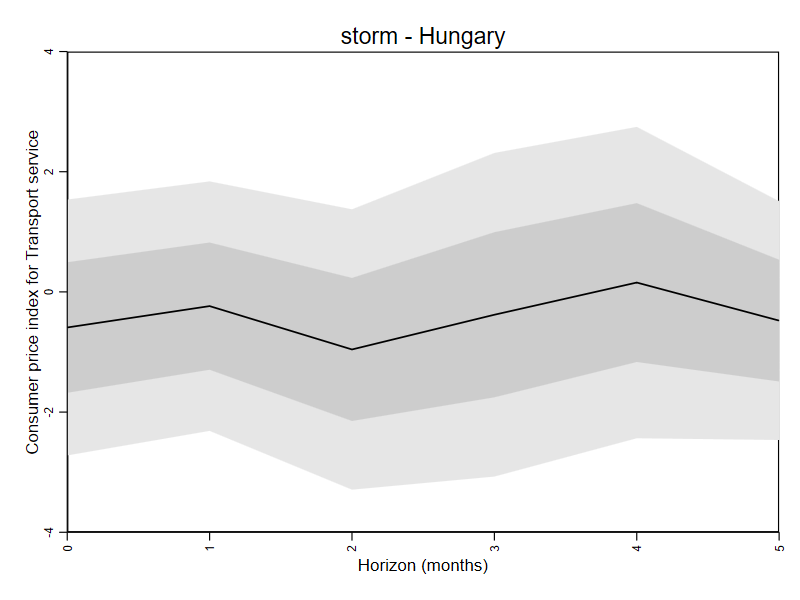 storm - Hungary
Consumer price index for Transport service
4
2
0
-2
-4
0 1 2 3 4 5
Horizon (months)